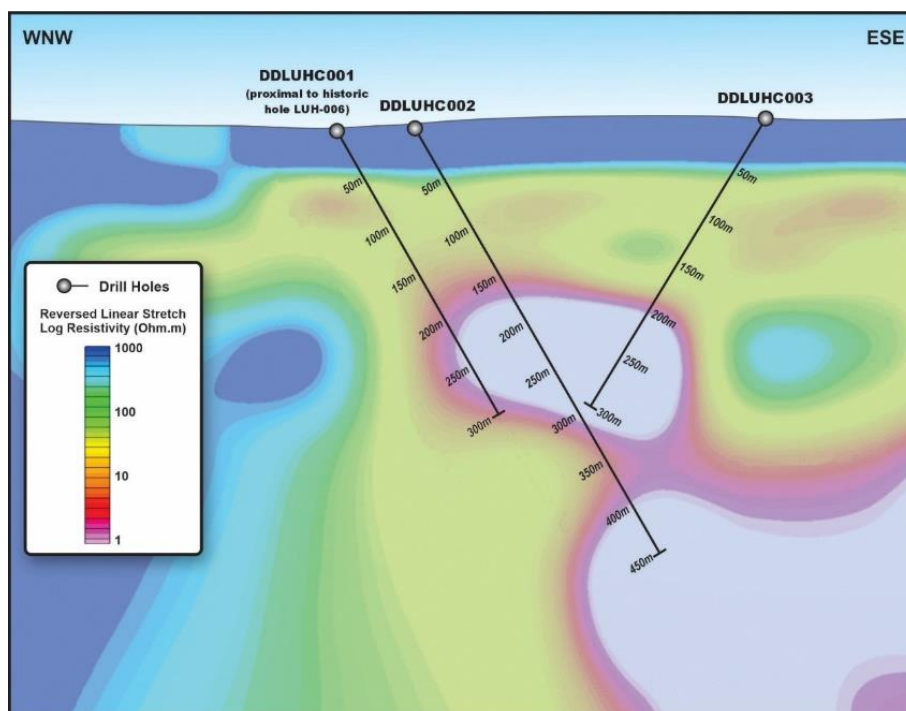 WNW
ESE
DDLUHC001
(proximal to historic
hole LUH-006)
DDLUHC002
DDLUHC003
50m
100m
150m
200m
250m
300m
50m
100m
150m
200m
250m
300m
350m
400m
450m
50m
100m
150m
200m
250m
300m
Drill Holes
Reversed Linear Stretch
Log Resistivity (Ohm.m)
1000
100
10
1